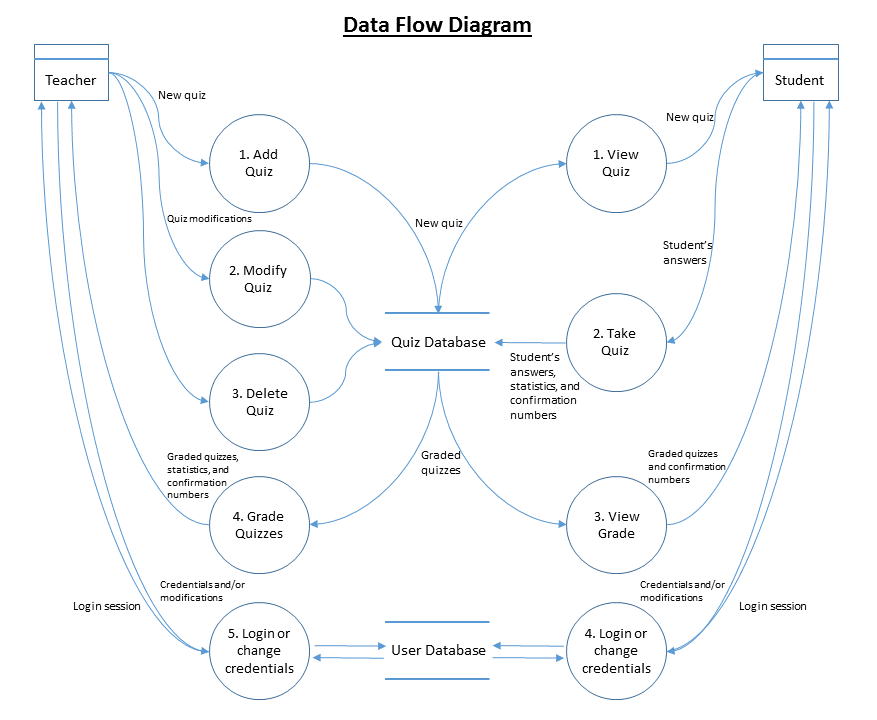 Data Flow Diagram
Teacher
Student
New quiz
New quiz
1. Add
Quiz
1. View
Quiz
Quiz modifications
New quiz
Student's
answers
2. Modify
Quiz
Quiz Database
2. Take
Quiz
Student's
answers,
statistics, and
confirmation
numbers
3. Delete
Quiz
Graded quizzes,
statistics, and
confirmation
numbers
Graded
quizzes
Graded quizzes
and confirmation
numbers
4. Grade
Quizzes
3. View
Grade
Credentials and/or
modifications
Credentials and/or
modifications
Login session
Login session
5. Login or
change
credentials
User Database
4. Login or
change
credentials